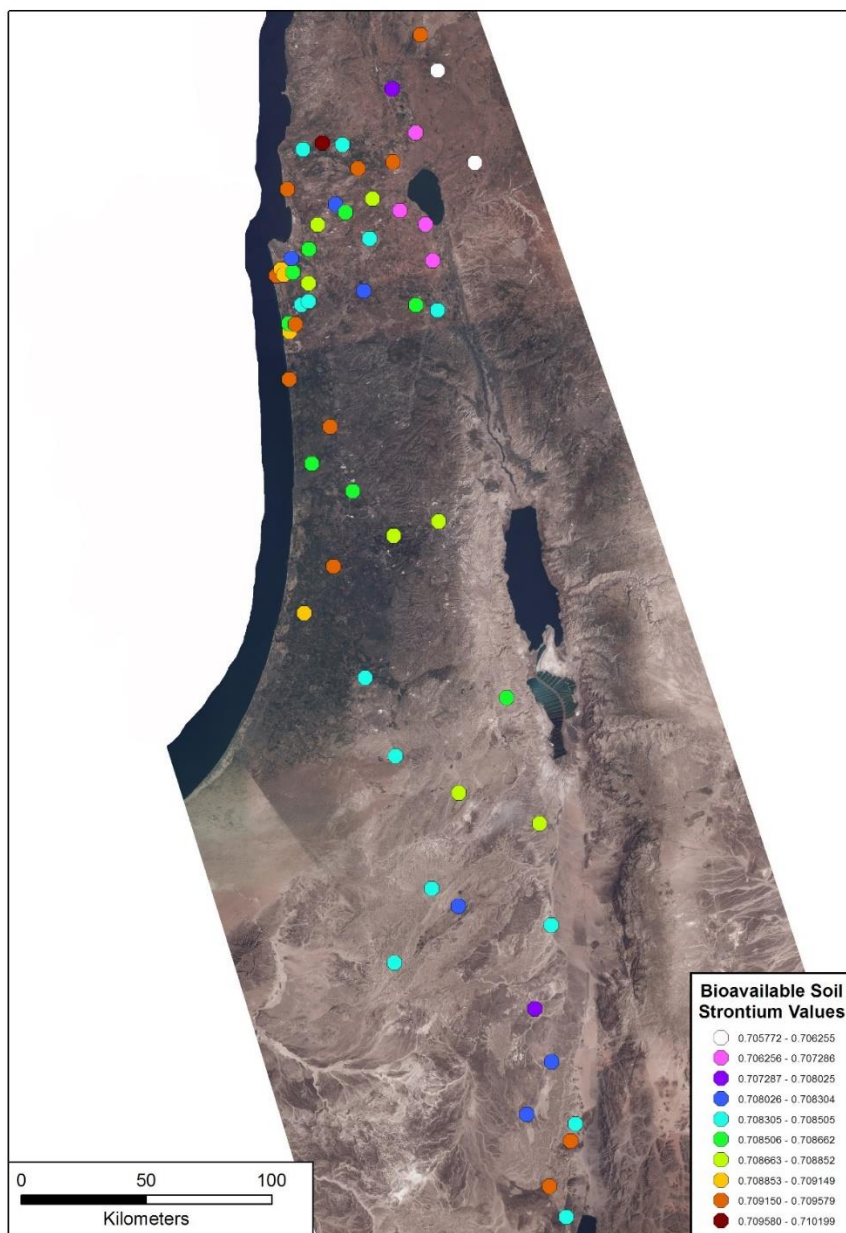 Bioavailable Soil
Strontium Values
0.705772 - 0.706255
0.706256 - 0.707286
0.707287 - 0.708025
0.708026 - 0.708304
0.708305 - 0.708505
0.708506 - 0.708662
0.708663 - 0.708852
0.708853 - 0.709149
0.709150 - 0.709579
0.709580 - 0.710199
0 50 100
Kilometers